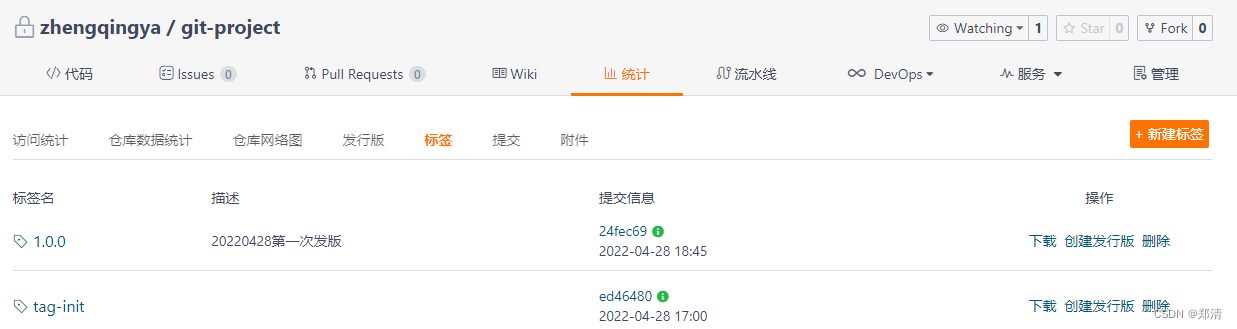 zhengqingya / git-project
Watching 1 Star 0 Fork 0
代码 Issues 0 Pull Requests 0 Wiki 统计 流水线 DevOps 服务 管理
访问统计 仓库数据统计 仓库网络图 发行版 标签 提交 附件 + 新建标签
标签名 描述 提交信息 操作
1.0.0 20220428第一次发版 24fec69 下载 创建发行版 删除
2022-04-28 18:45
tag-init ed46480 下载 创建发行版 删除
2022-04-28 17:00
CSDN @郑清